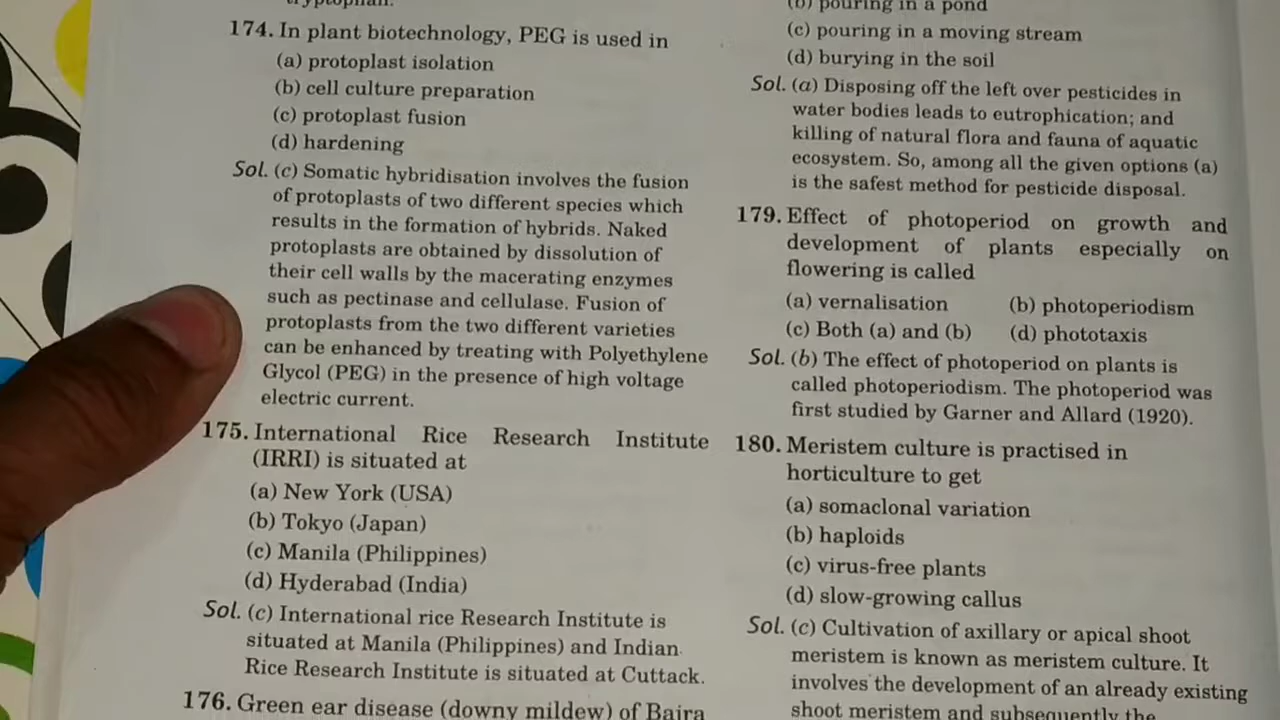 tryptophan.
174. In plant biotechnology, PEG is used in
(a) protoplast isolation
(b) cell culture preparation
(c) protoplast fusion
(d) hardening
Sol. (c) Somatic hybridisation involves the fusion
of protoplasts of two different species which
results in the formation of hybrids. Naked
protoplasts are obtained by dissolution of
their cell walls by the macerating enzymes
such as pectinase and cellulase. Fusion of
protoplasts from the two different varieties
can be enhanced by treating with Polyethylene
Glycol (PEG) in the presence of high voltage
electric current.
175. International Rice Research Institute
(IRRI) is situated at
(a) New York (USA)
(b) Tokyo (Japan)
(c) Manila (Philippines)
(d) Hyderabad (India)
Sol. (c) International rice Research Institute is
situated at Manila (Philippines) and Indian
Rice Research Institute is situated at Cuttack.
176. Green ear disease (downy mildew) of Bajra
(b) pouring in a pond
(c) pouring in a moving stream
(d) burying in the soil
Sol. (a) Disposing off the left over pesticides in
water bodies leads to eutrophication; and
killing of natural flora and fauna of aquatic
ecosystem. So, among all the given options (a)
is the safest method for pesticide disposal.
179. Effect of photoperiod on growth and
development of plants especially on
flowering is called
(a) vernalisation (b) photoperiodism
(c) Both (a) and (b) (d) phototaxis
Sol. (b) The effect of photoperiod on plants is
called photoperiodism. The photoperiod was
first studied by Garner and Allard (1920).
180. Meristem culture is practised in
horticulture to get
(a) somaclonal variation
(b) haploids
(c) virus-free plants
(d) slow-growing callus
Sol. (c) Cultivation of axillary or apical shoot
meristem is known as meristem culture. It
involves the development of an already existing
shoot meristem and subsequently the